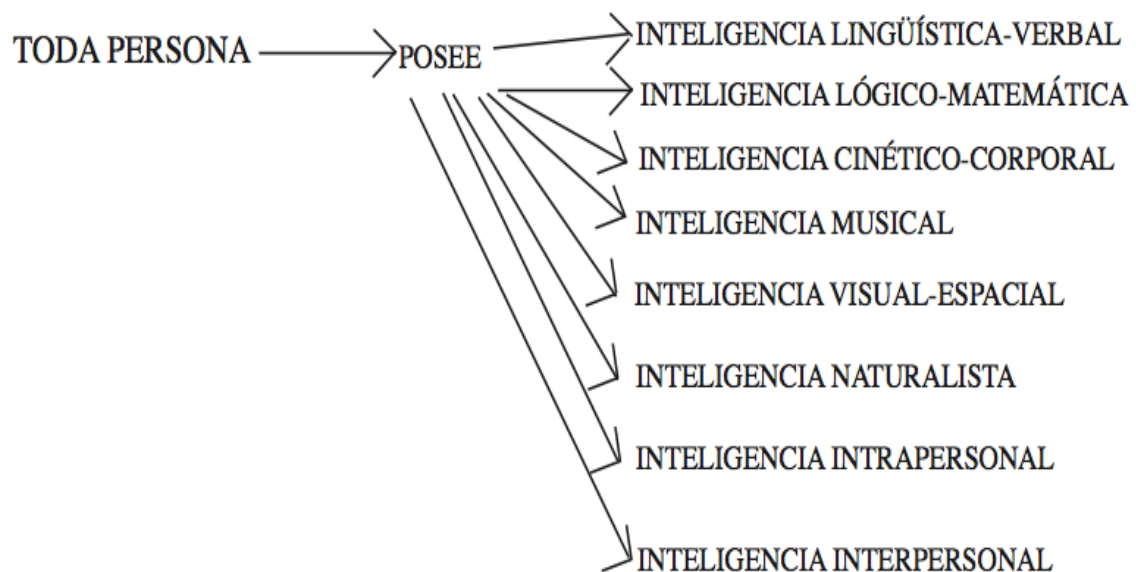 TODA PERSONA
POSEE
INTELIGENCIA LINGÜÍSTICA-VERBAL
INTELIGENCIA LÓGICO-MATEMÁTICA
INTELIGENCIA CINÉTICO-CORPORAL
INTELIGENCIA MUSICAL
INTELIGENCIA VISUAL-ESPACIAL
INTELIGENCIA NATURALISTA
INTELIGENCIA INTRAPERSONAL
INTELIGENCIA INTERPERSONAL